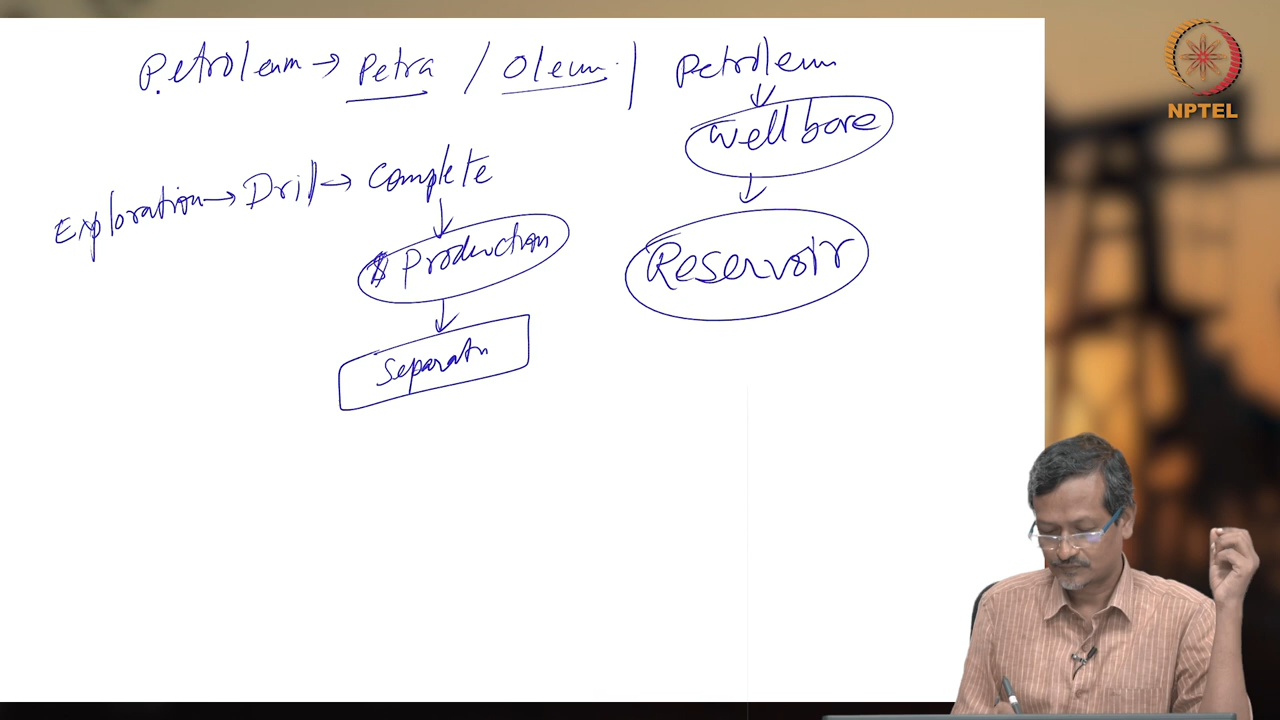 Petroleum → Petra / Oleum. | Petroleum
Well bore
Exploration → Drill → Complete
Production
Reservoir
Separatn
NPTEL